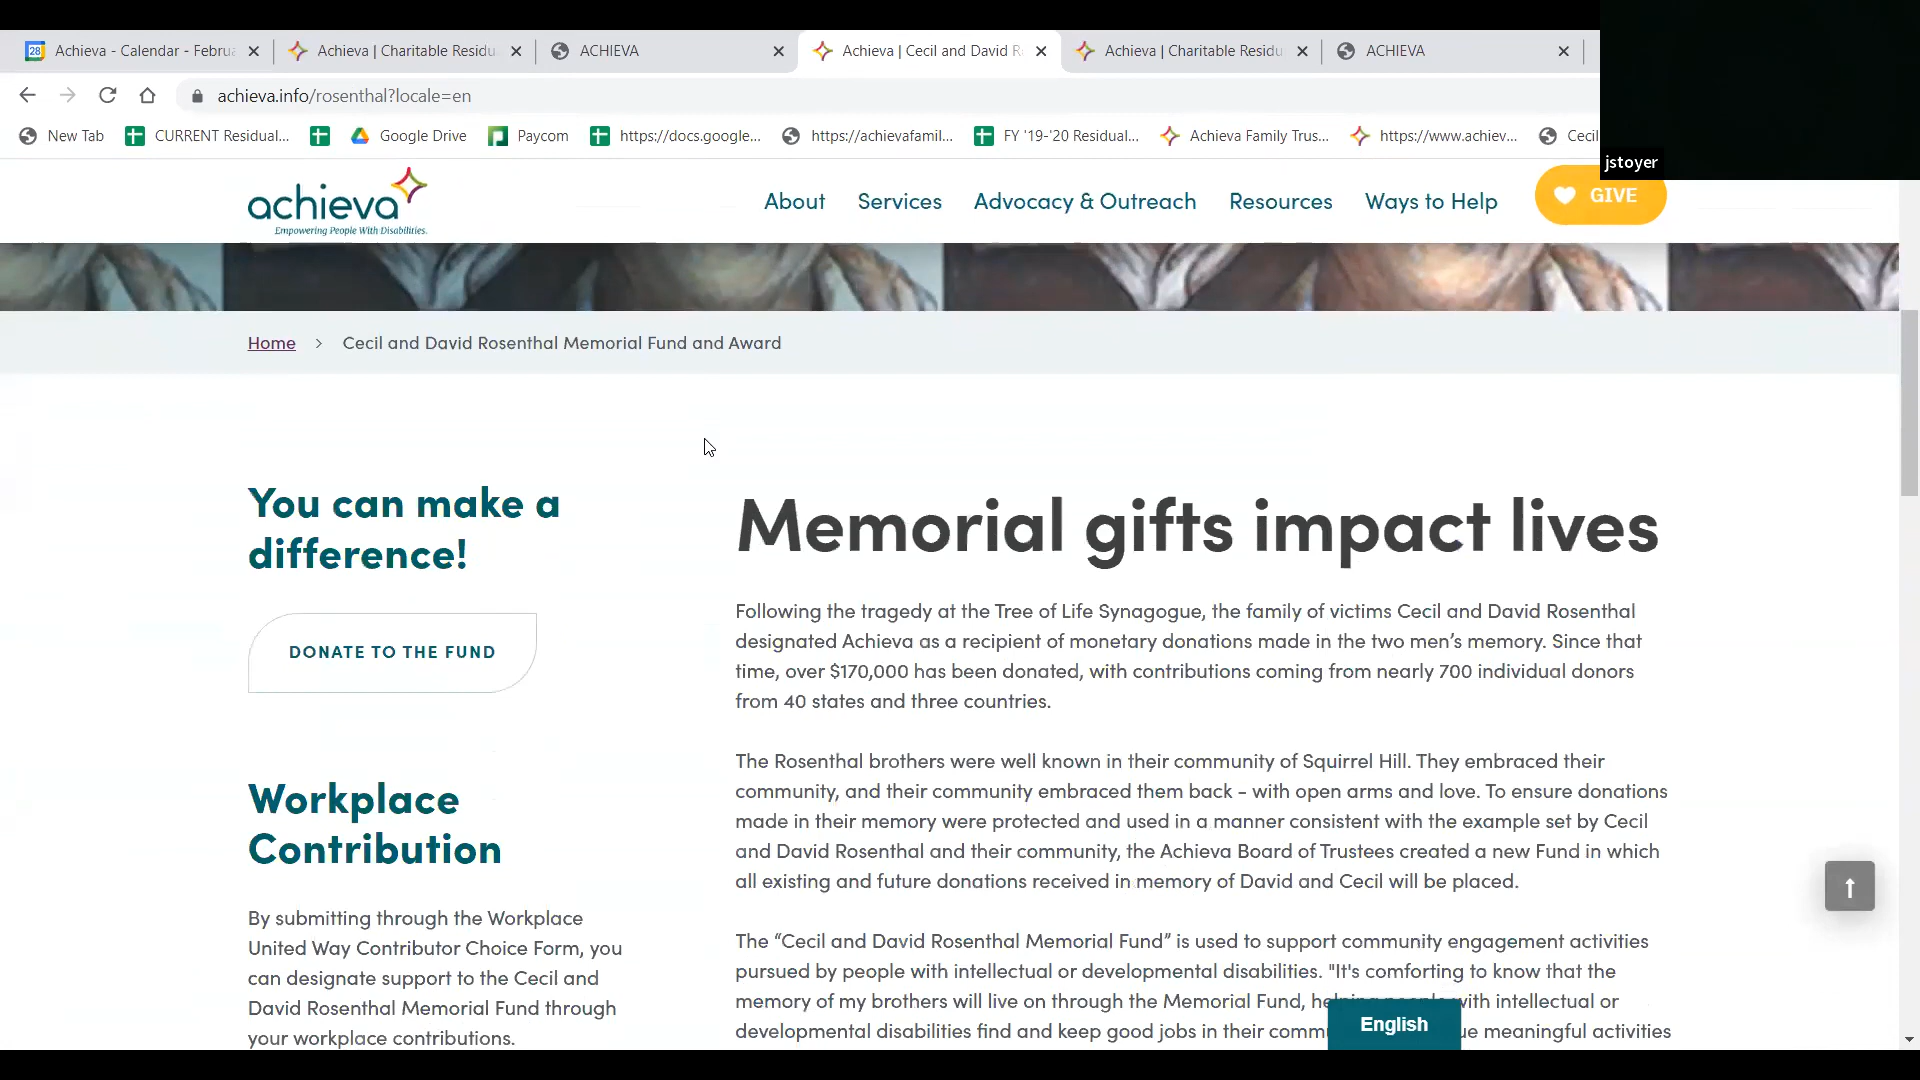 28
Achieva - Calendar - Februa
Achieva | Charitable Residu
ACHIEVA
Achieva | Cecil and David R
Achieva | Charitable Residu
ACHIEVA
achieva.info/rosenthal?locale=en
New Tab
CURRENT Residual...
Google Drive
Paycom
https://docs.google...
https://achievafamil...
FY '19-'20 Residual...
Achieva Family Trus...
https://www.achiev...
Cecil
jstoyer
achieva
Empowering People With Disabilities.
About
Services
Advocacy & Outreach
Resources
Ways to Help
GIVE
Home > Cecil and David Rosenthal Memorial Fund and Award
You can make a
difference!
DONATE TO THE FUND
Workplace
Contribution
By submitting through the Workplace
United Way Contributor Choice Form, you
can designate support to the Cecil and
David Rosenthal Memorial Fund through
your workplace contributions.
Memorial gifts impact lives
Following the tragedy at the Tree of Life Synagogue, the family of victims Cecil and David Rosenthal
designated Achieva as a recipient of monetary donations made in the two men's memory. Since that
time, over $170,000 has been donated, with contributions coming from nearly 700 individual donors
from 40 states and three countries.
The Rosenthal brothers were well known in their community of Squirrel Hill. They embraced their
community, and their community embraced them back - with open arms and love. To ensure donations
made in their memory were protected and used in a manner consistent with the example set by Cecil
and David Rosenthal and their community, the Achieva Board of Trustees created a new Fund in which
all existing and future donations received in memory of David and Cecil will be placed.
The “Cecil and David Rosenthal Memorial Fund” is used to support community engagement activities
pursued by people with intellectual or developmental disabilities. "It's comforting to know that the
memory of my brothers will live on through the Memorial Fund, helping people with intellectual or
developmental disabilities find and keep good jobs in their comm ue meaningful activities
English